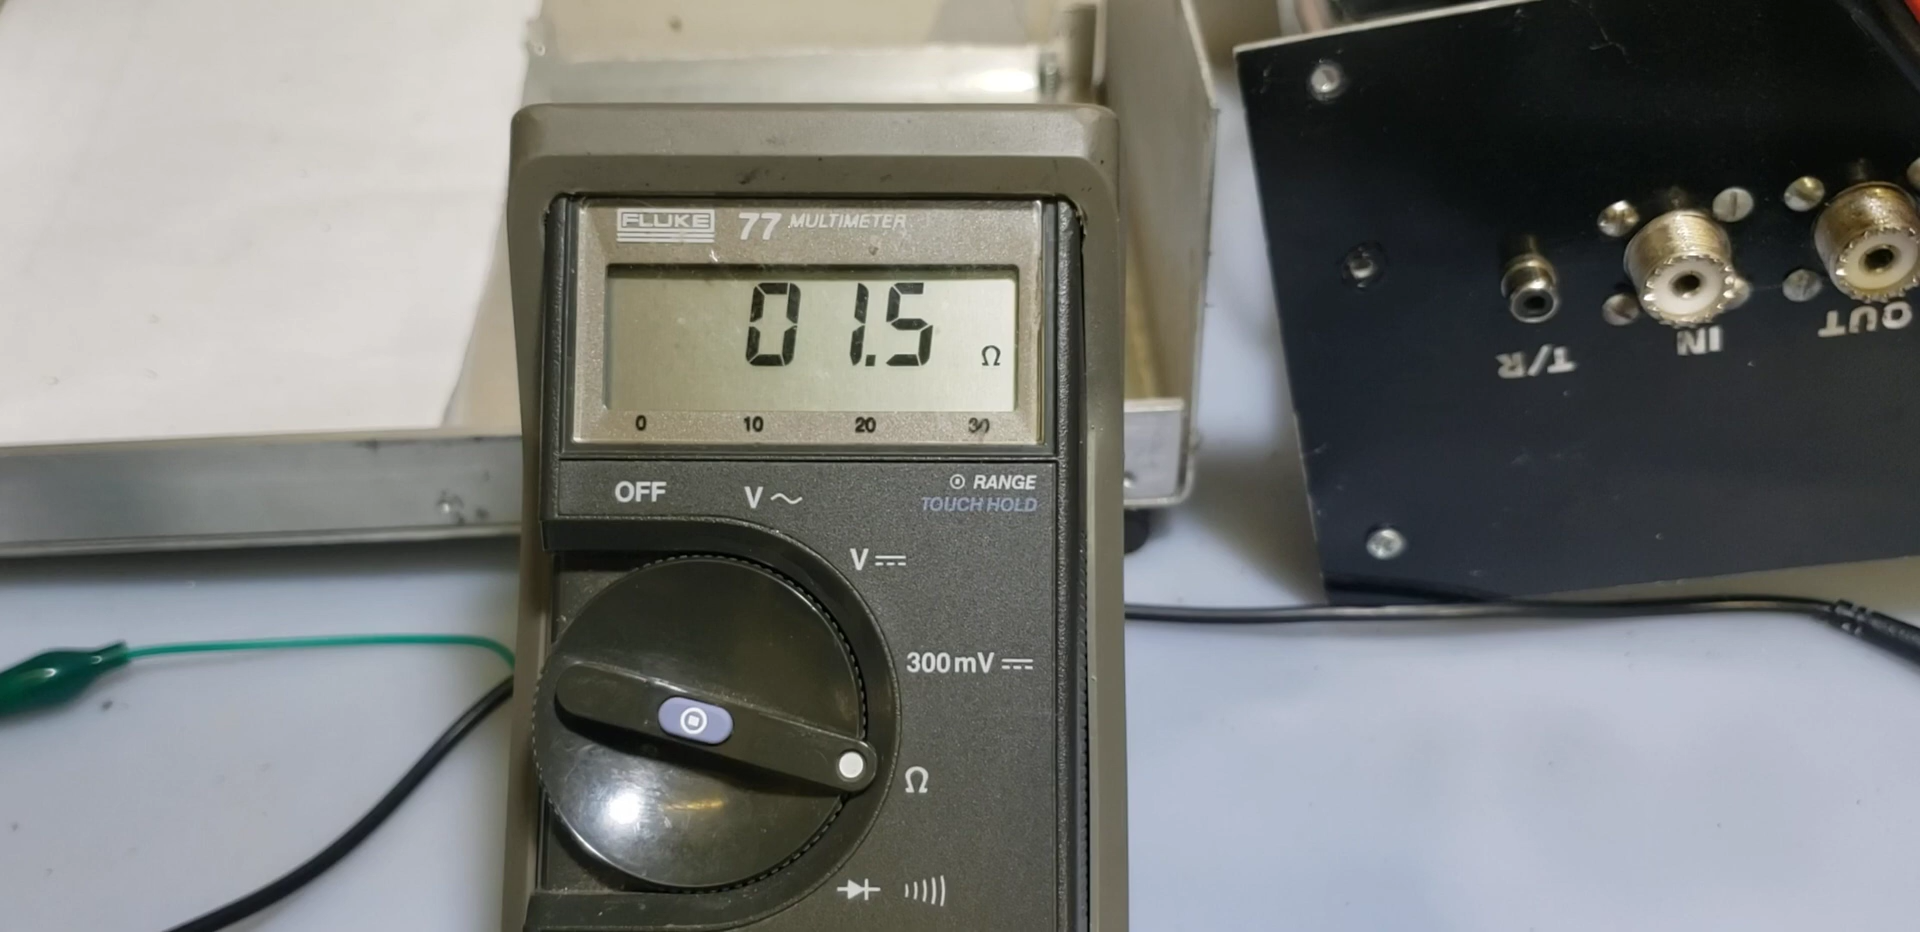 FLUKE 77 MULTIMETER
01.5 Ω
0 10 20 30
OFF V~
RANGE
TOUCH HOLD
V⎓
300mV⎓
Ω
T/R
IN
OUT